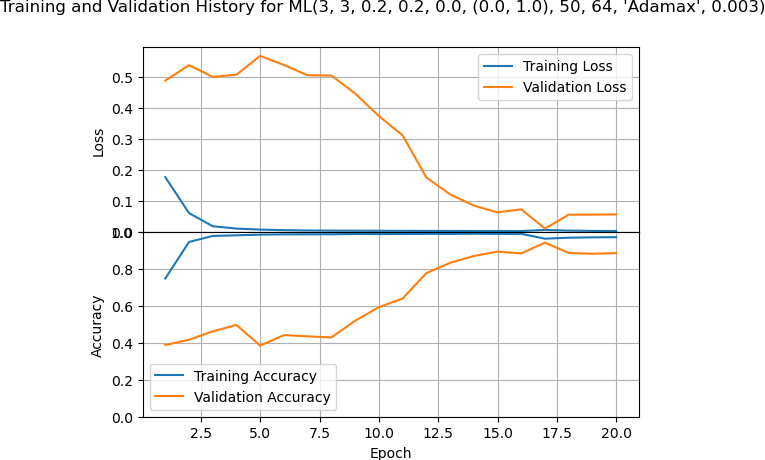 Training and Validation History for ML(3, 3, 0.2, 0.2, 0.0, (0.0, 1.0), 50, 64, 'Adamax', 0.003)
Training Loss
Validation Loss
Loss
0.5
0.4
0.3
0.2
0.1
0.0
1.0
0.8
0.6
0.4
0.2
0.0
Accuracy
Training Accuracy
Validation Accuracy
2.5 5.0 7.5 10.0 12.5 15.0 17.5 20.0
Epoch